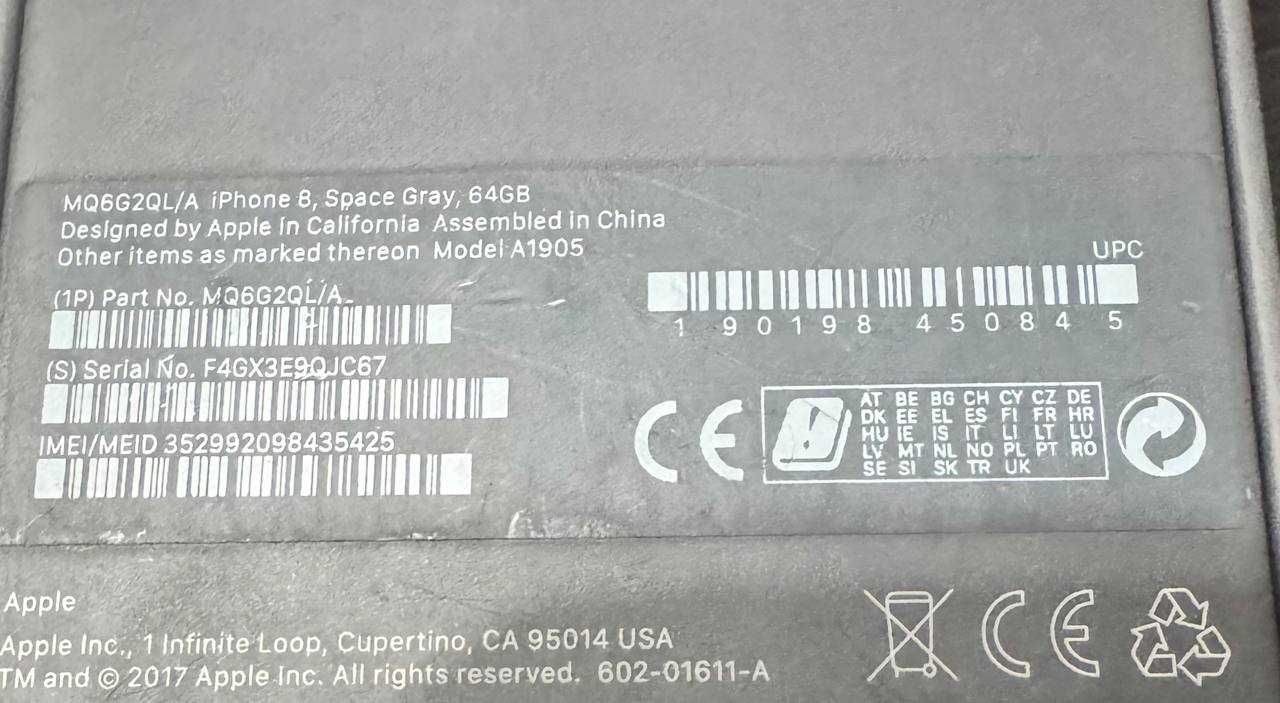 MQ6G2QL/A iPhone 8, Space Gray, 64GB
Designed by Apple in California Assembled in China
Other items as marked thereon Model A1905
(1P) Part No. MQ6G2QL/A
(S) Serial No. F4GX3E9QJC67
IMEI/MEID 352992098435425
UPC
1 90198 45084 5
CE
AT BE BG CH CY CZ DE
DK EE EL ES FI FR HR
HU IE IS IT LI LT LU
LV MT NL NO PL PT RO
SE SI SK TR UK
Apple
Apple Inc., 1 Infinite Loop, Cupertino, CA 95014 USA
TM and © 2017 Apple Inc. All rights reserved. 602-01611-A
CE